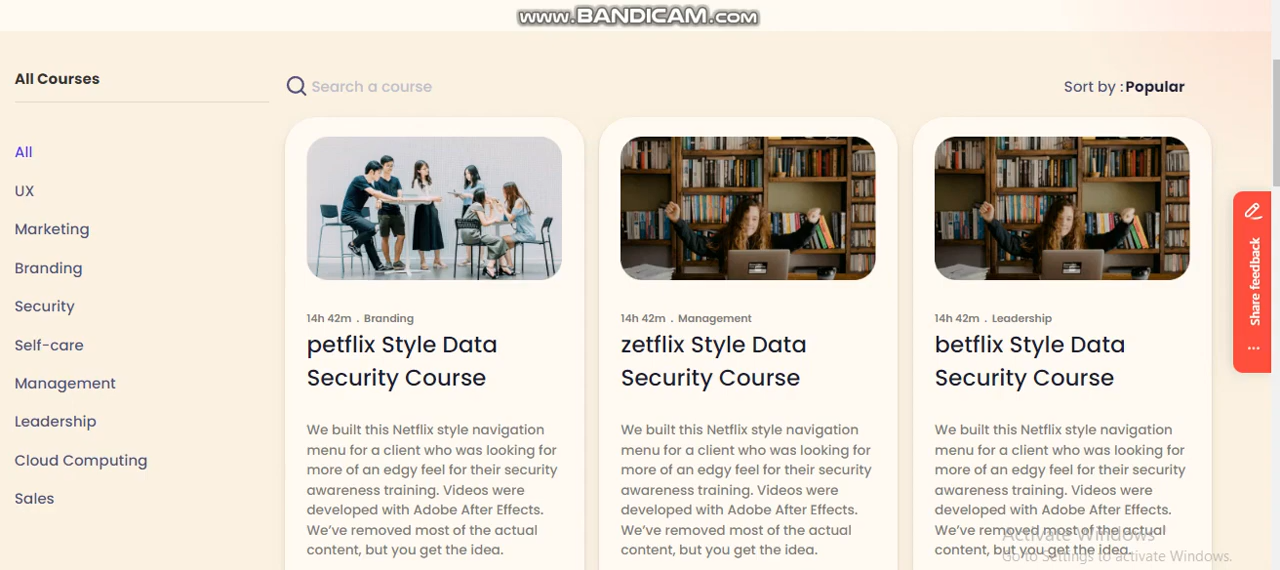 www.BANDICAM.com
All Courses
Search a course
Sort by : Popular
All
UX
Marketing
Branding
Security
Self-care
Management
Leadership
Cloud Computing
Sales
14h 42m . Branding
petflix Style Data
Security Course
We built this Netflix style navigation
menu for a client who was looking for
more of an edgy feel for their security
awareness training. Videos were
developed with Adobe After Effects.
We've removed most of the actual
content, but you get the idea.
14h 42m . Management
zetflix Style Data
Security Course
We built this Netflix style navigation
menu for a client who was looking for
more of an edgy feel for their security
awareness training. Videos were
developed with Adobe After Effects.
We've removed most of the actual
content, but you get the idea.
14h 42m . Leadership
betflix Style Data
Security Course
We built this Netflix style navigation
menu for a client who was looking for
more of an edgy feel for their security
awareness training. Videos were
developed with Adobe After Effects.
We've removed most of the actual
content, but you get the idea.
Share feedback
Activate Windows
Go to Settings to activate Windows.